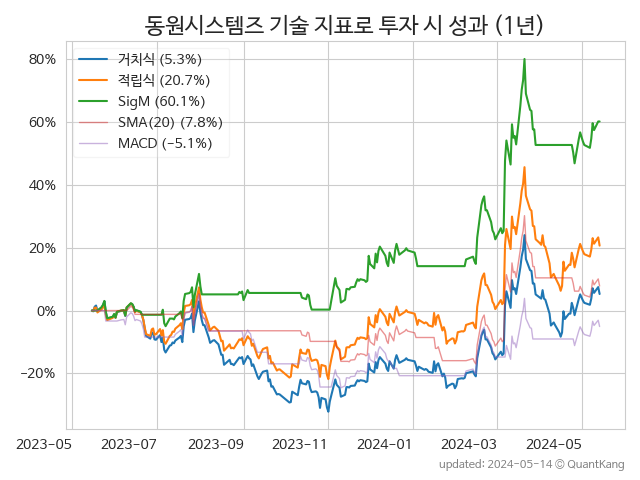 동원시스템즈 기술 지표로 투자 시 성과 (1년)
거치식 (5.3%)
적립식 (20.7%)
SigM (60.1%)
SMA(20) (7.8%)
MACD (−5.1%)
80%
60%
40%
20%
0%
−20%
2023-05 2023-07 2023-09 2023-11 2024-01 2024-03 2024-05
updated: 2024-05-14 © QuantKang